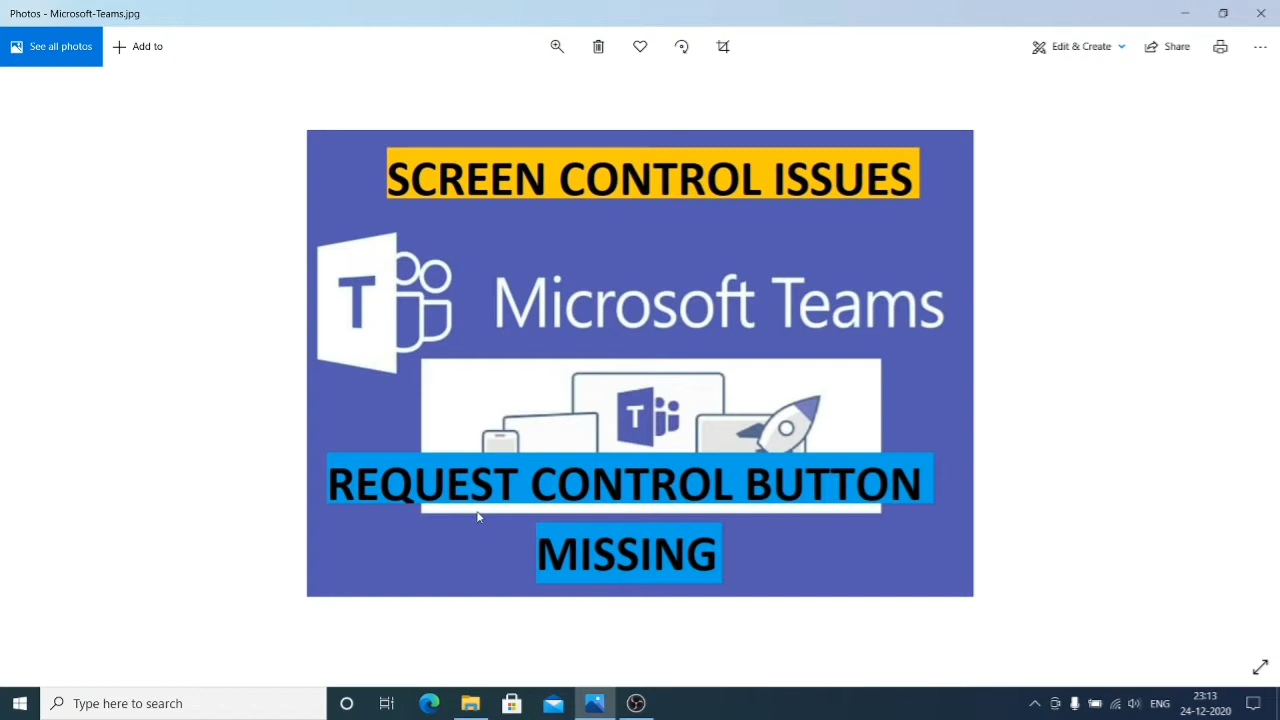 Photos - Microsoft-Teams.jpg
See all photos
Add to
Edit & Create
Share
SCREEN CONTROL ISSUES
T
Microsoft Teams
T
REQUEST CONTROL BUTTON
MISSING
Type here to search
ENG
23:13
24-12-2020